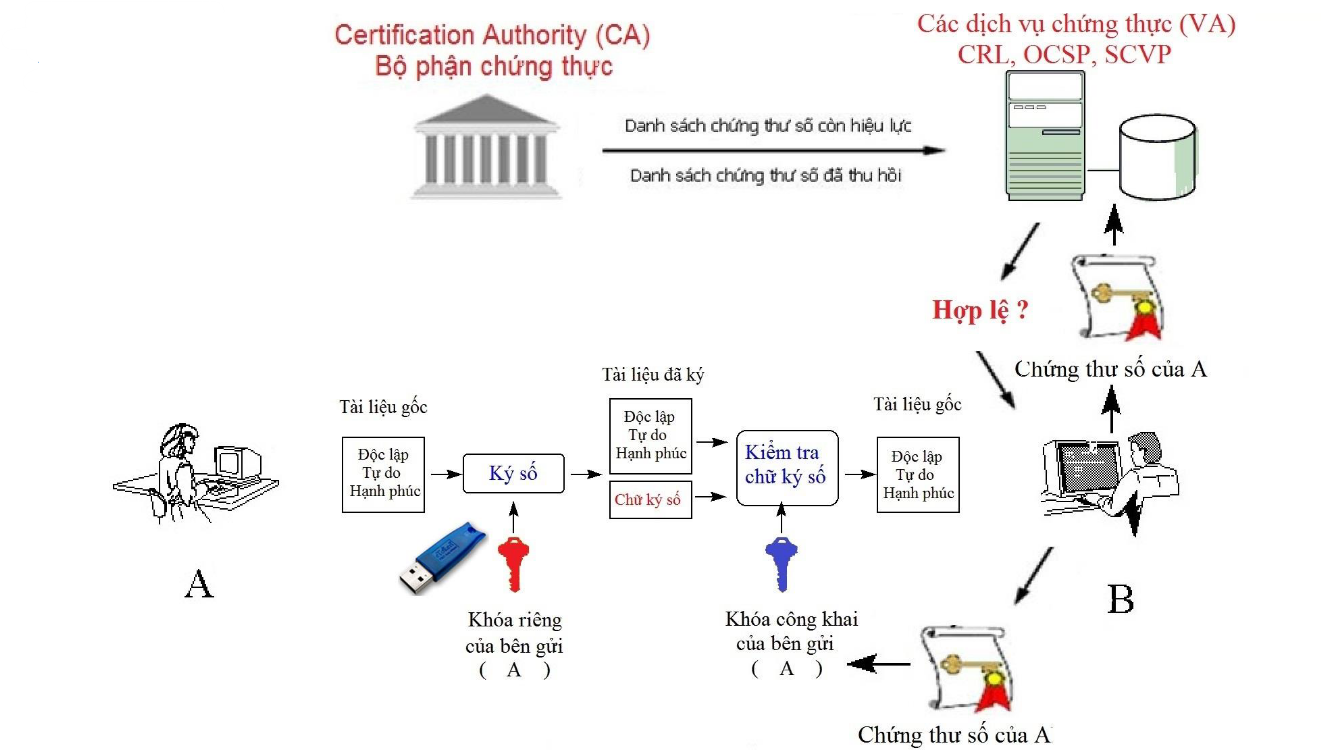 Certification Authority (CA)
Bộ phận chứng thực
Các dịch vụ chứng thực (VA)
CRL, OCSP, SCVP
Danh sách chứng thư số còn hiệu lực
Danh sách chứng thư số đã thu hồi
Hợp lệ ?
Chứng thư số của A
Tài liệu gốc
Độc lập
Tự do
Hạnh phúc
Ký số
Tài liệu đã ký
Độc lập
Tự do
Hạnh phúc
Chữ ký số
Kiểm tra
chữ ký số
Tài liệu gốc
Độc lập
Tự do
Hạnh phúc
A
Khóa riêng
của bên gửi
( A )
Khóa công khai
của bên gửi
( A )
B
Chứng thư số của A